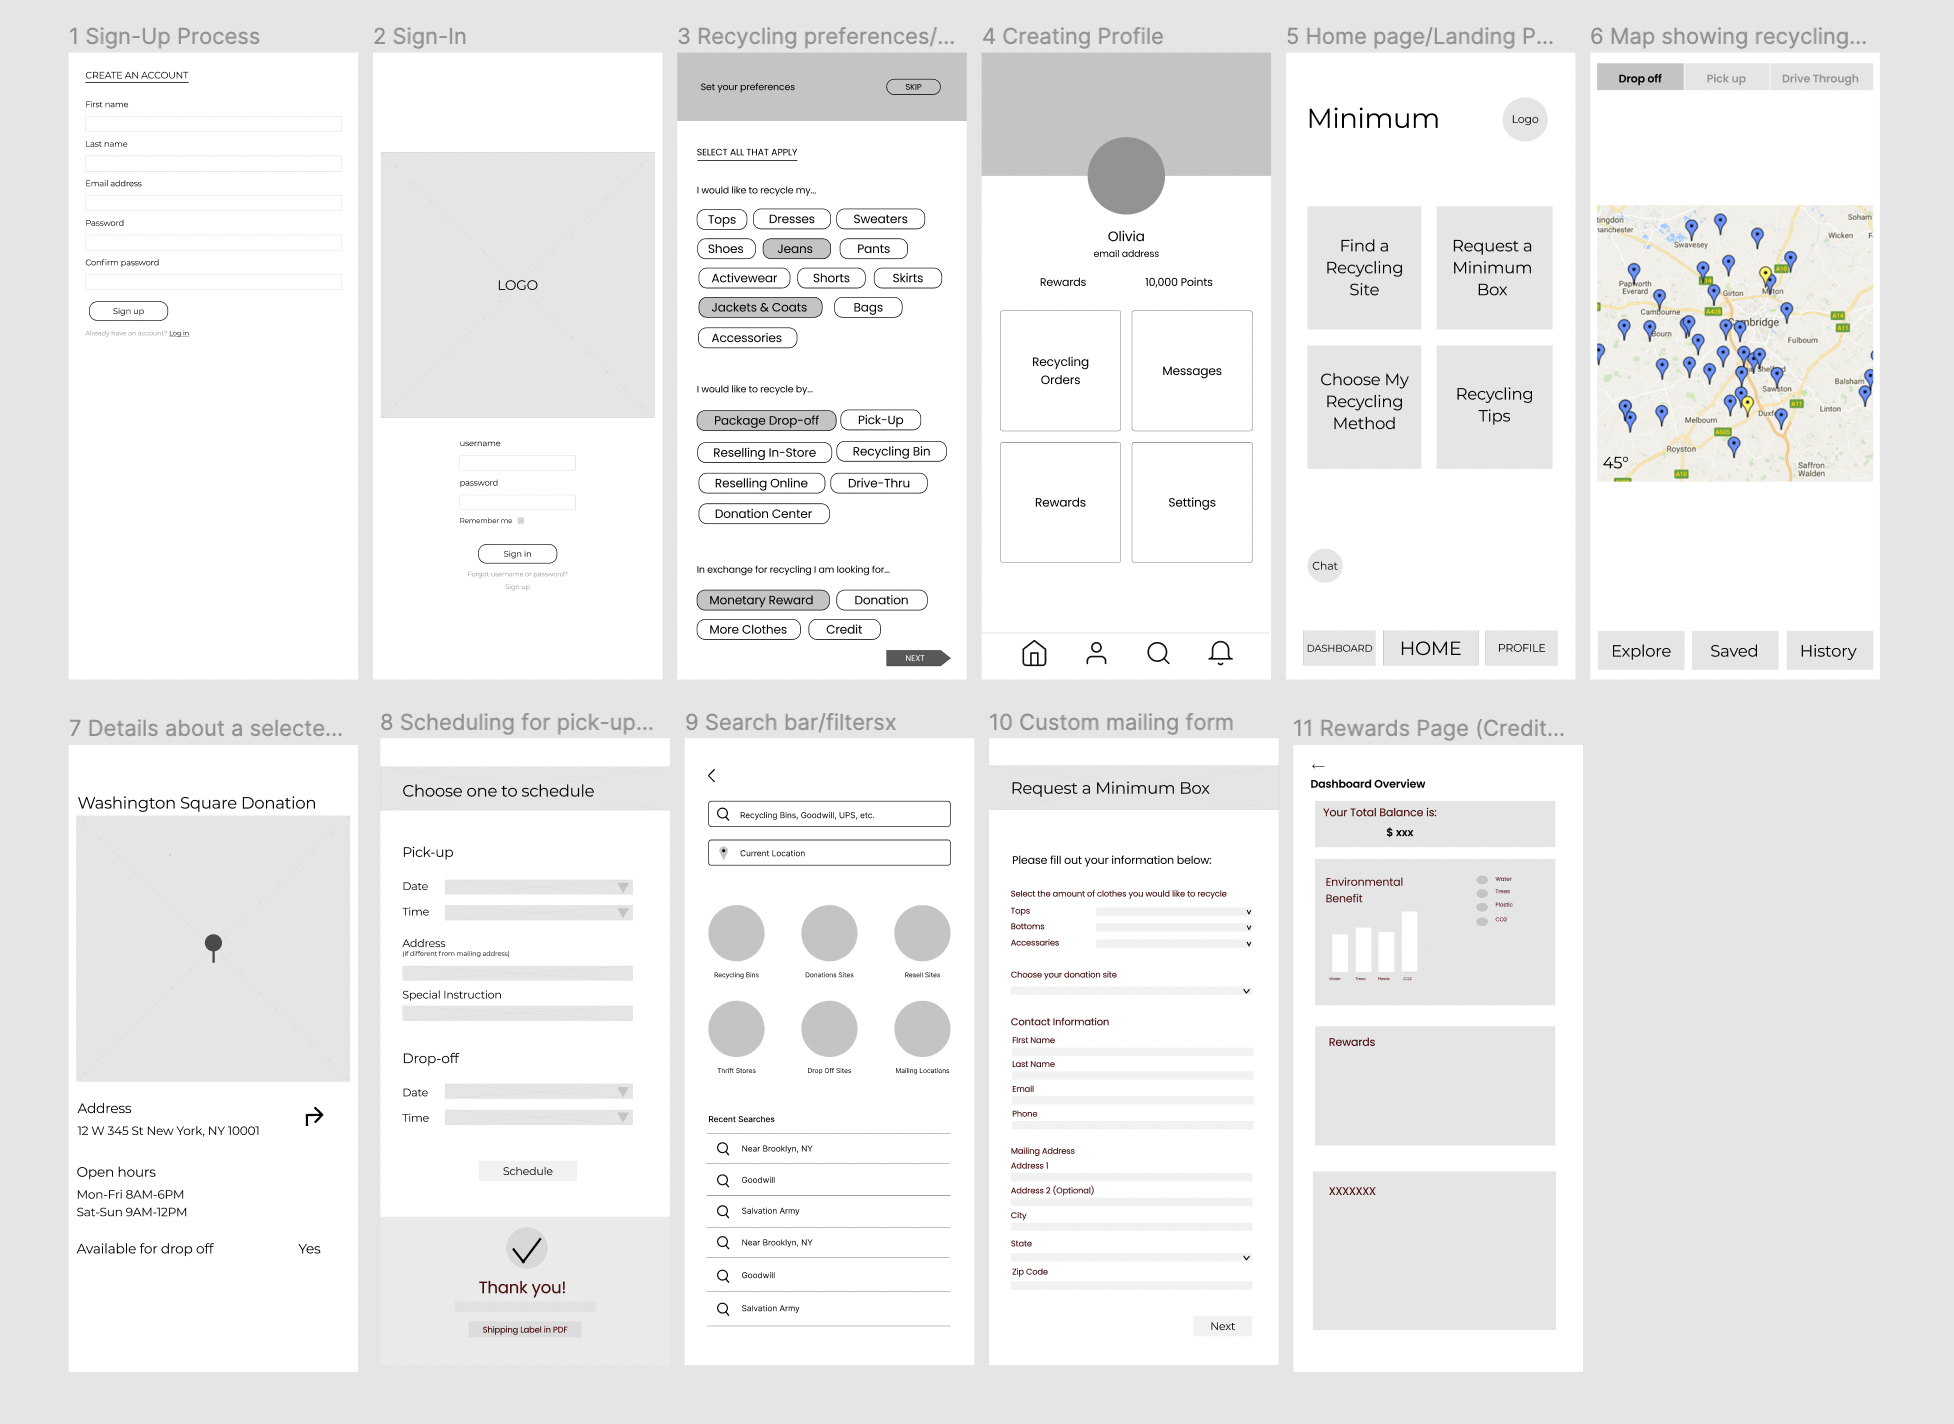 1 Sign-Up Process
CREATE AN ACCOUNT
First name
Last name
Email address
Password
Confirm password
Sign up
Already have an account? Log in
2 Sign-In
LOGO
username
password
Remember me
Sign in
Forgot username or password?
Sign up
3 Recycling preferences/...
Set your preferences
SKIP
SELECT ALL THAT APPLY
I would like to recycle my...
Tops Dresses Sweaters
Shoes Jeans Pants
Activewear Shorts Skirts
Jackets & Coats Bags
Accessories
I would like to recycle by...
Package Drop-off Pick-Up
Reselling In-Store Recycling Bin
Reselling Online Drive-Thru
Donation Center
In exchange for recycling I am looking for...
Monetary Reward Donation
More Clothes Credit
NEXT
4 Creating Profile
Olivia
email address
Rewards 10,000 Points
Recycling
Orders
Messages
Rewards
Settings
5 Home page/Landing P...
Minimum
Logo
Find a
Recycling
Site
Request a
Minimum
Box
Choose My
Recycling
Method
Recycling
Tips
Chat
DASHBOARD HOME PROFILE
6 Map showing recycling...
Drop off Pick up Drive Through
Soham
Swavesey
Wicken
Papworth
Everard
Girton
Milton
Cambourne
A428
Cambridge
A14
A11
Bourn
Fulbourn
Balsham
Sawston
A11
Linton
Melbourn
Duxf
A505
Royston
45°
A10
Saffron
Walden
Explore Saved History
7 Details about a selecte...
Washington Square Donation
Address
12 W 345 St New York, NY 10001
Open hours
Mon-Fri 8AM-6PM
Sat-Sun 9AM-12PM
Available for drop off Yes
8 Scheduling for pick-up...
Choose one to schedule
Pick-up
Date
Time
Address
(if different from mailing address)
Special Instruction
Drop-off
Date
Time
Schedule
Thank you!
Shipping Label in PDF
9 Search bar/filtersx
Recycling Bins, Goodwill, UPS, etc.
Current Location
Recycling Bins Donations Sites Resell Sites
Thrift Stores Drop Off Sites Mailing Locations
Recent Searches
Near Brooklyn, NY
Goodwill
Salvation Army
Near Brooklyn, NY
Goodwill
Salvation Army
10 Custom mailing form
Request a Minimum Box
Please fill out your information below:
Select the amount of clothes you would like to recycle
Tops
Bottoms
Accessaries
Choose your donation site
Contact Information
First Name
Last Name
Email
Phone
Mailing Address
Address 1
Address 2 (Optional)
City
State
Zip Code
Next
11 Rewards Page (Credit...
Dashboard Overview
Your Total Balance is:
$ xxx
Environmental
Benefit
Water
Trees
Plastic
CO2
Water Trees Plastic CO2
Rewards
XXXXXXX